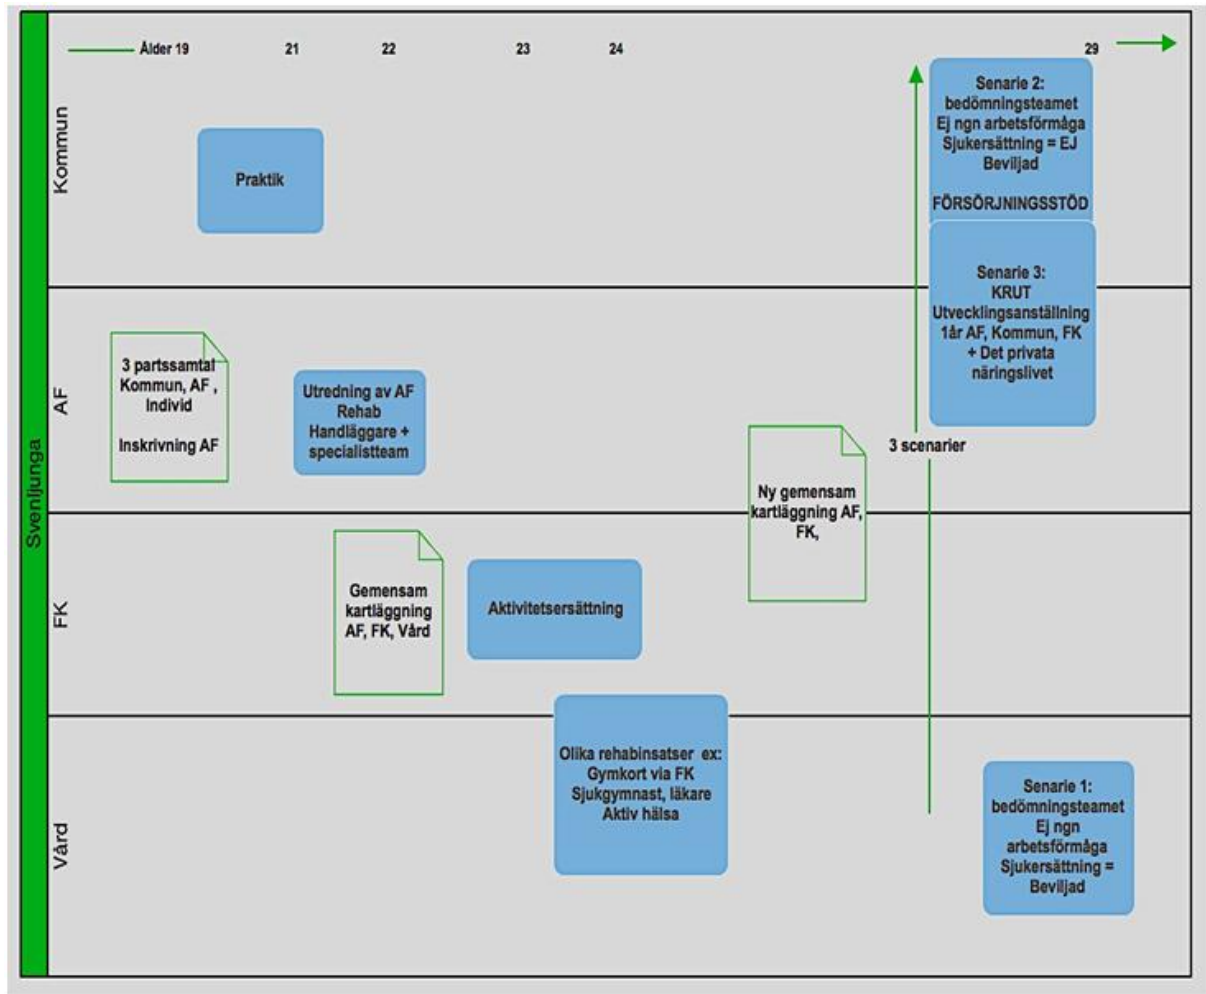 Ålder 19
21
22
23
24
29
Svenljunga
Kommun
Praktik
Senarie 2:
bedömningsteamet
Ej ngn arbetsförmåga
Sjukersättning = EJ
Beviljad
FÖRSÖRJNINGSSTÖD
Senarie 3:
KRUT
Utvecklingsanställning
1år AF, Kommun, FK
+ Det privata
näringslivet
AF
3 partssamtal
Kommun, AF ,
Individ
Inskrivning AF
Utredning av AF
Rehab
Handläggare +
specialistteam
3 scenarier
Ny gemensam
kartläggning AF,
FK,
FK
Gemensam
kartläggning
AF, FK, Vård
Aktivitetsersättning
Vård
Olika rehabinsatser ex:
Gymkort via FK
Sjukgymnast, läkare
Aktiv hälsa
Senarie 1:
bedömningsteamet
Ej ngn
arbetsförmåga
Sjukersättning =
Beviljad